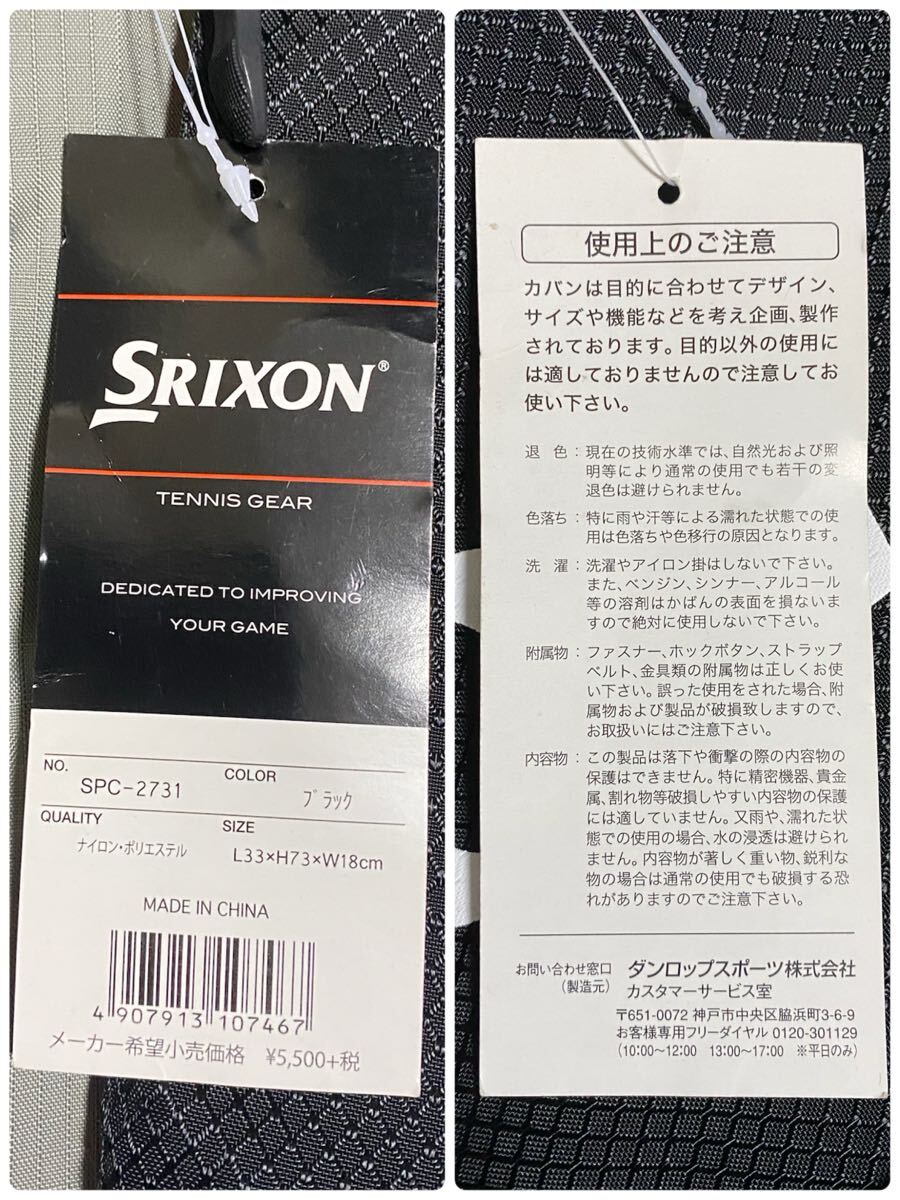 SRIXON®
TENNIS GEAR
DEDICATED TO IMPROVING
YOUR GAME
NO. SPC-2731
COLOR ブラック
QUALITY ナイロン・ポリエステル
SIZE L33×H73×W18cm
MADE IN CHINA
4 907913 107467
メーカー希望小売価格 ¥5,500+税
使用上のご注意
カバンは目的に合わせてデザイン、
サイズや機能などを考え企画、製作
されております。目的以外の使用に
は適しておりませんので注意してお
使い下さい。
退色：現在の技術水準では、自然光および照
明等により通常の使用でも若干の変
退色は避けられません。
色落ち：特に雨や汗等による濡れた状態での使
用は色落ちや色移行の原因となります。
洗濯：洗濯やアイロン掛はしないで下さい。
また、ベンジン、シンナー、アルコール
等の溶剤はかばんの表面を損ないま
すので絶対に使用しないで下さい。
附属物：ファスナー、ホックボタン、ストラップ
ベルト、金具類の附属物は正しくお使
い下さい。誤った使用をされた場合、附
属物および製品が破損致しますので、
お取扱いにはご注意下さい。
内容物：この製品は落下や衝撃の際の内容物の
保護はできません。特に精密機器、貴金
属、割れ物等破損しやすい内容物の保護
には適していません。又雨や、濡れた状
態での使用の場合、水の浸透は避けられ
ません。内容物が著しく重い物、鋭利な
物の場合は通常の使用でも破損する恐
れがありますのでご注意下さい。
お問い合わせ窓口 ダンロップスポーツ株式会社
（製造元） カスタマーサービス室
〒651-0072 神戸市中央区脇浜町3-6-9
お客様専用フリーダイヤル 0120-301129
（10:00～12:00 13:00～17:00 ※平日のみ）